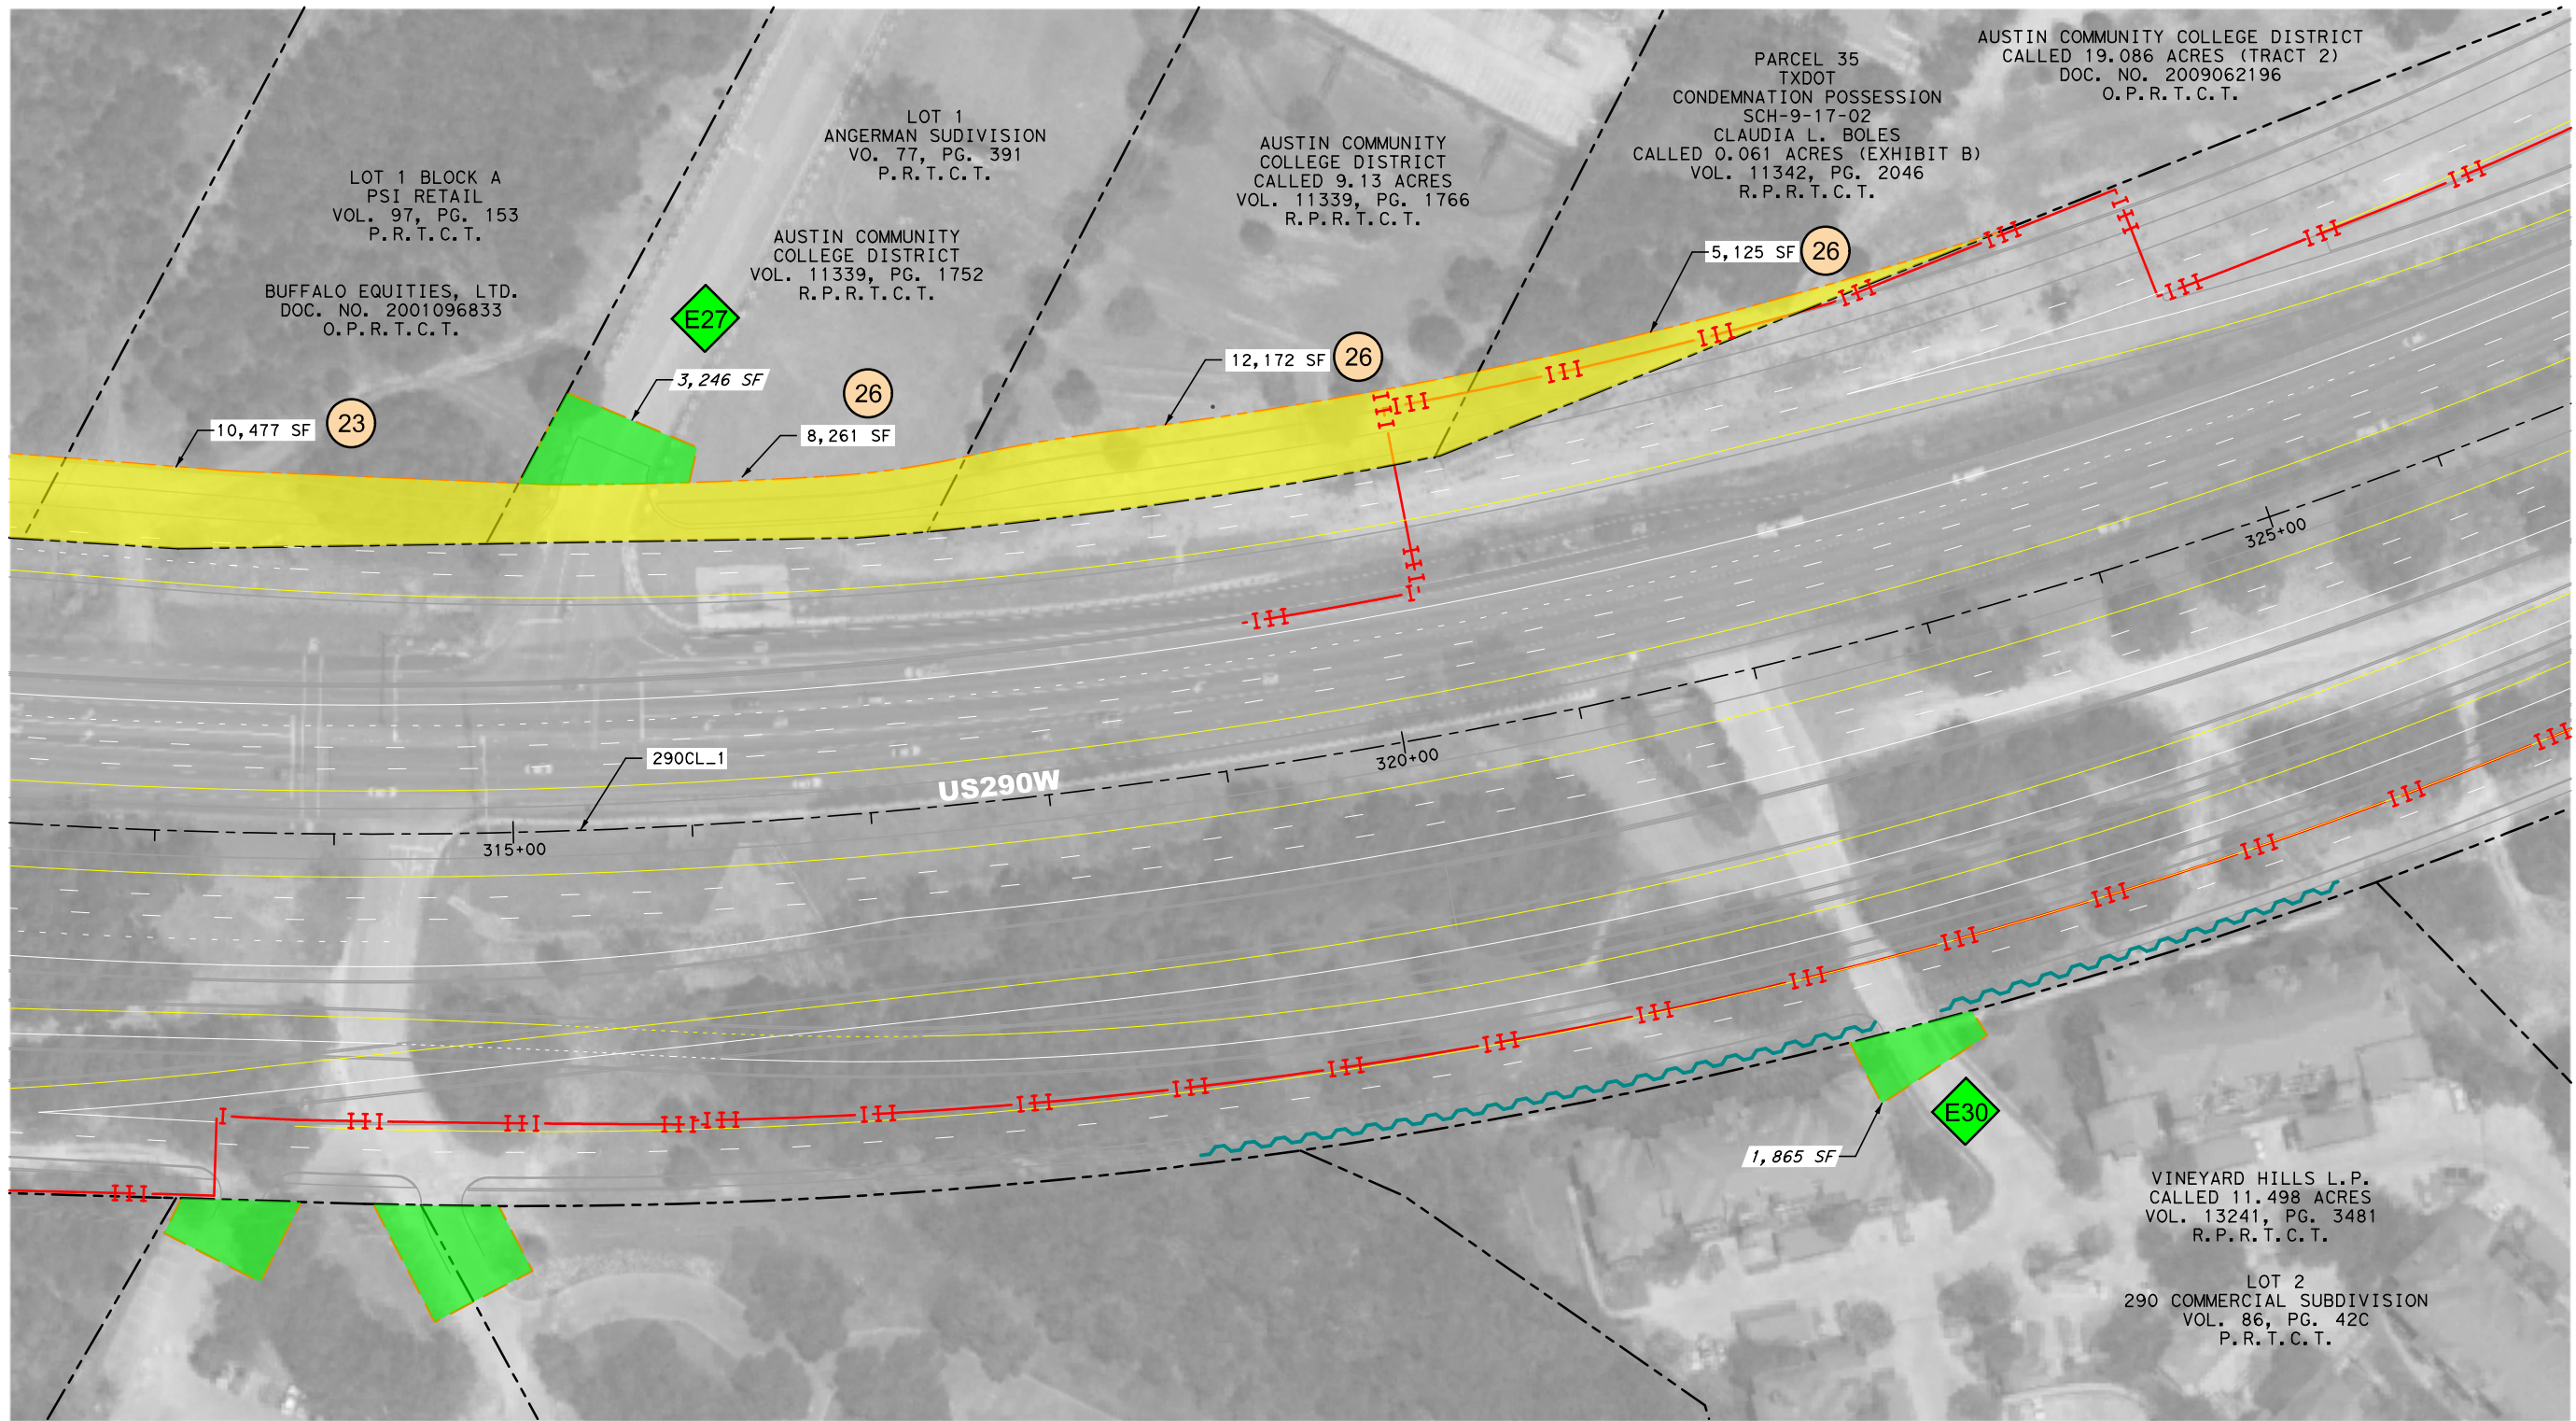 LOT 1 BLOCK A
PSI RETAIL
VOL. 97, PG. 153
P.R.T.C.T.
BUFFALO EQUITIES, LTD.
DOC. NO. 2001096833
O.P.R.T.C.T.
10,477 SF
23
E27
3,246 SF
LOT 1
ANGERMAN SUDIVISION
VO. 77, PG. 391
P.R.T.C.T.
AUSTIN COMMUNITY
COLLEGE DISTRICT
VOL. 11339, PG. 1752
R.P.R.T.C.T.
26
8,261 SF
AUSTIN COMMUNITY
COLLEGE DISTRICT
CALLED 9.13 ACRES
VOL. 11339, PG. 1766
R.P.R.T.C.T.
12,172 SF
26
PARCEL 35
TXDOT
CONDEMNATION POSSESSION
SCH-9-17-02
CLAUDIA L. BOLES
CALLED 0.061 ACRES (EXHIBIT B)
VOL. 11342, PG. 2046
R.P.R.T.C.T.
5,125 SF
26
AUSTIN COMMUNITY COLLEGE DISTRICT
CALLED 19.086 ACRES (TRACT 2)
DOC. NO. 2009062196
O.P.R.T.C.T.
290CL_1
US290W
315+00
320+00
325+00
E30
1,865 SF
VINEYARD HILLS L.P.
CALLED 11.498 ACRES
VOL. 13241, PG. 3481
R.P.R.T.C.T.
LOT 2
290 COMMERCIAL SUBDIVISION
VOL. 86, PG. 42C
P.R.T.C.T.